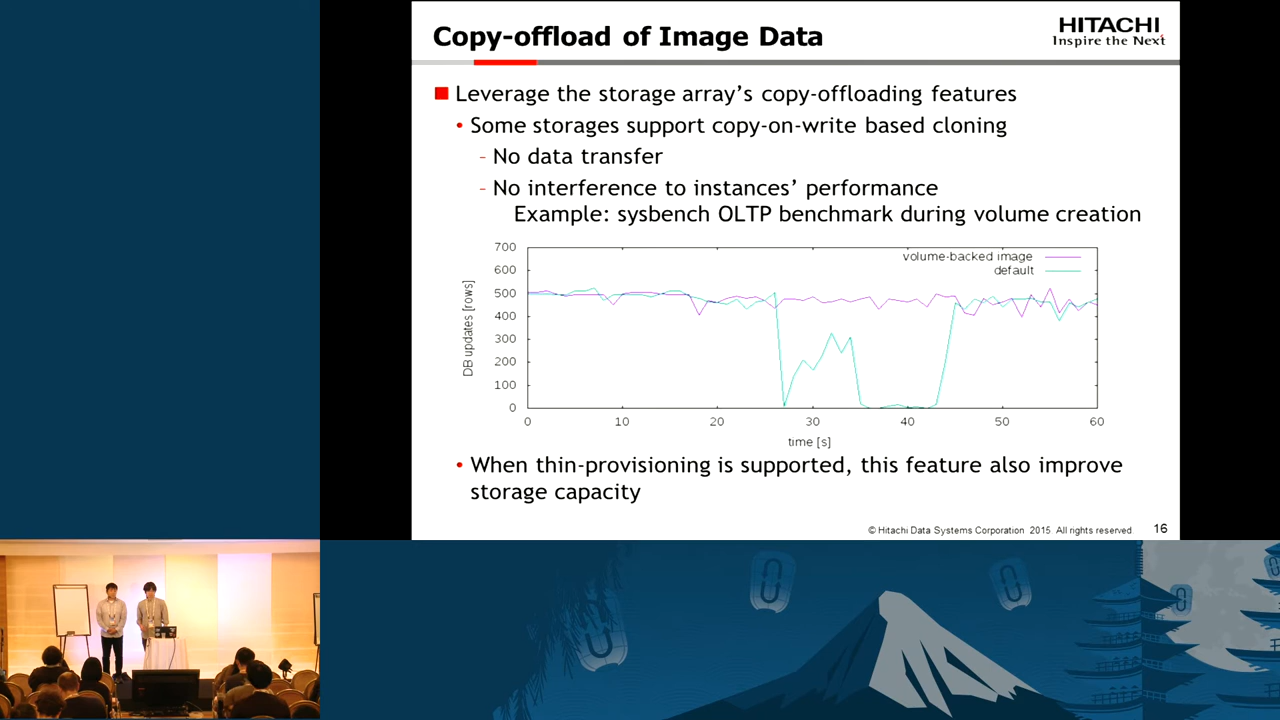 Copy-offload of Image Data
HITACHI
Inspire the Next
Leverage the storage array's copy-offloading features
• Some storages support copy-on-write based cloning
- No data transfer
- No interference to instances' performance
Example: sysbench OLTP benchmark during volume creation
volume-backed image
default
DB updates [rows]
700
600
500
400
300
200
100
0
0 10 20 30 40 50 60
time [s]
• When thin-provisioning is supported, this feature also improve
storage capacity
© Hitachi Data Systems Corporation 2015. All rights reserved.
16